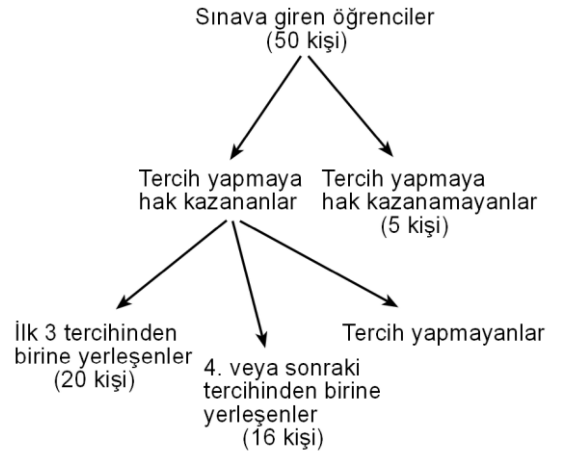 Sınava giren öğrenciler
(50 kişi)
Tercih yapmaya
hak kazananlar
Tercih yapmaya
hak kazanamayanlar
(5 kişi)
İlk 3 tercihinden
birine yerleşenler
(20 kişi)
4. veya sonraki
tercihinden birine
yerleşenler
(16 kişi)
Tercih yapmayanlar